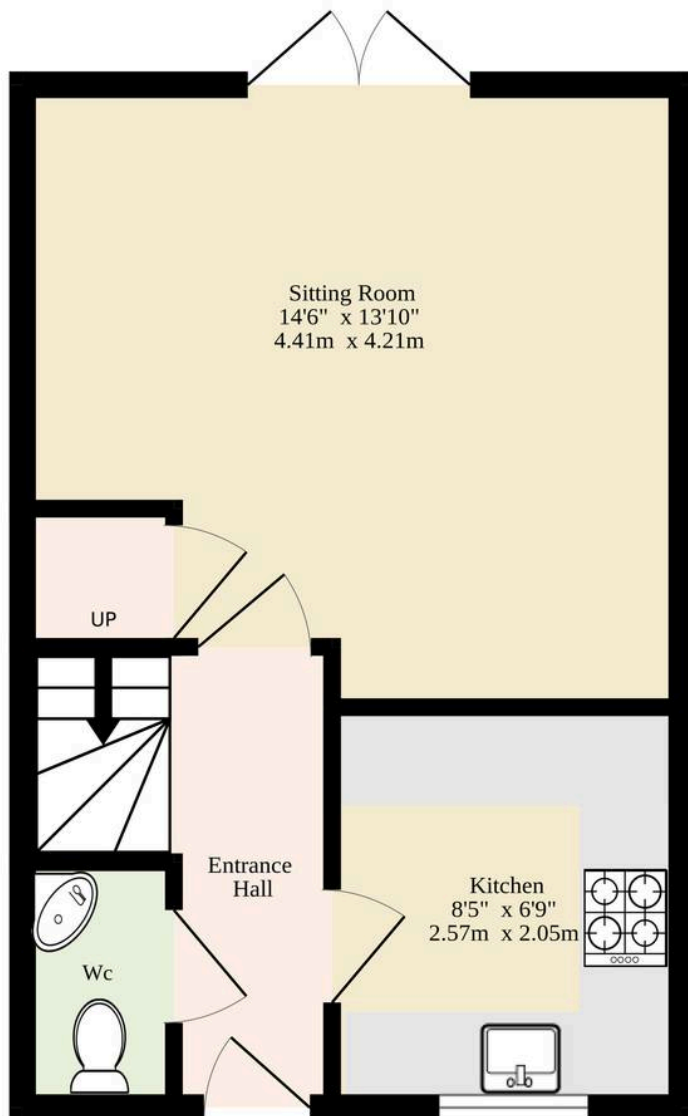 Sitting Room
14'6" x 13'10"
4.41m x 4.21m
UP
Entrance
Hall
Kitchen
8'5" x 6'9"
2.57m x 2.05m
Wc